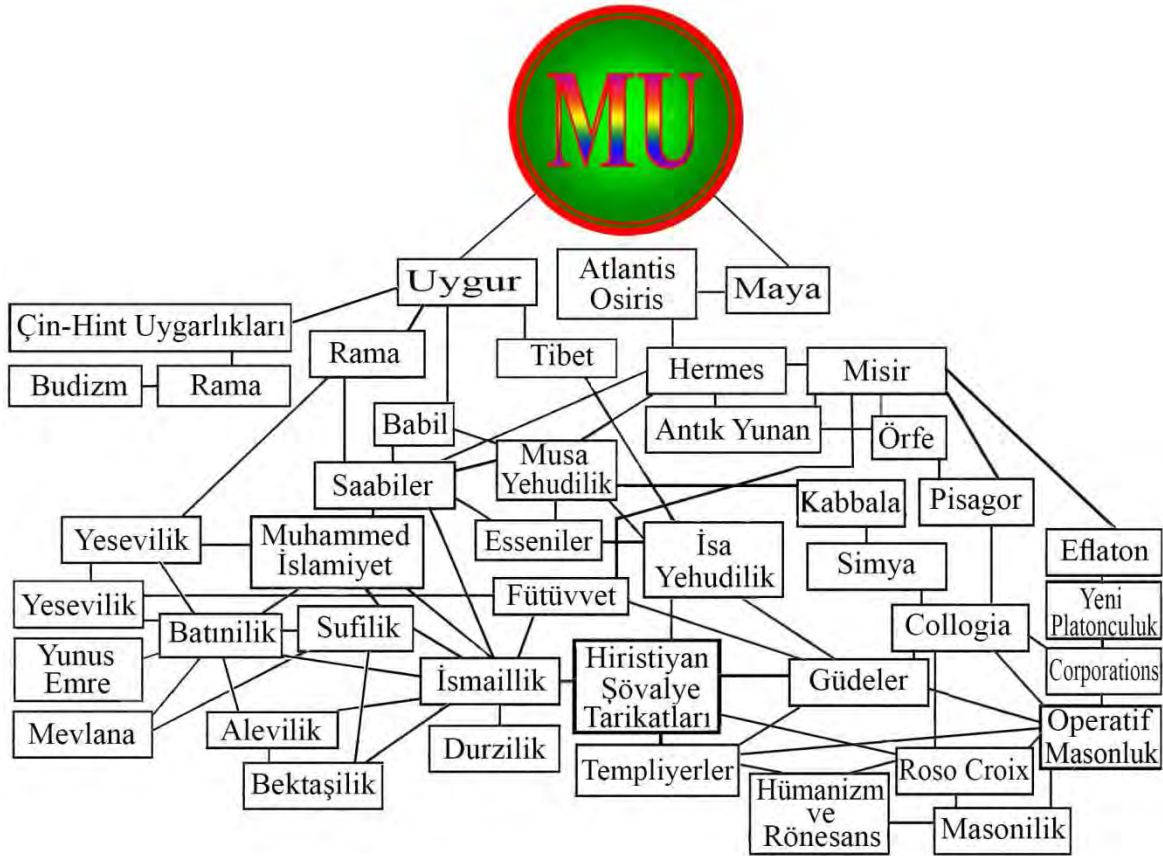 MU
Uygur
Atlantis
Osiris
Maya
Çin-Hint Uygarlıkları
Rama
Tibet
Hermes
Misir
Budizm
Rama
Babil
Antık Yunan
Örfe
Saabiler
Musa
Yehudilik
Kabbala
Pisagor
Yesevilik
Muhammed
İslamiyet
Esseniler
İsa
Yehudilik
Simya
Eflaton
Yesevilik
Fütüvvet
Yeni
Platonculuk
Batınilik
Sufilik
Collogia
Yunus
Emre
İsmaillik
Hiristiyan
Şövalye
Tarikatları
Güdeler
Corporations
Mevlana
Alevilik
Durzilik
Operatif
Masonluk
Bektaşilik
Templiyerler
Roso Croix
Hümanizm
ve
Rönesans
Masonilik